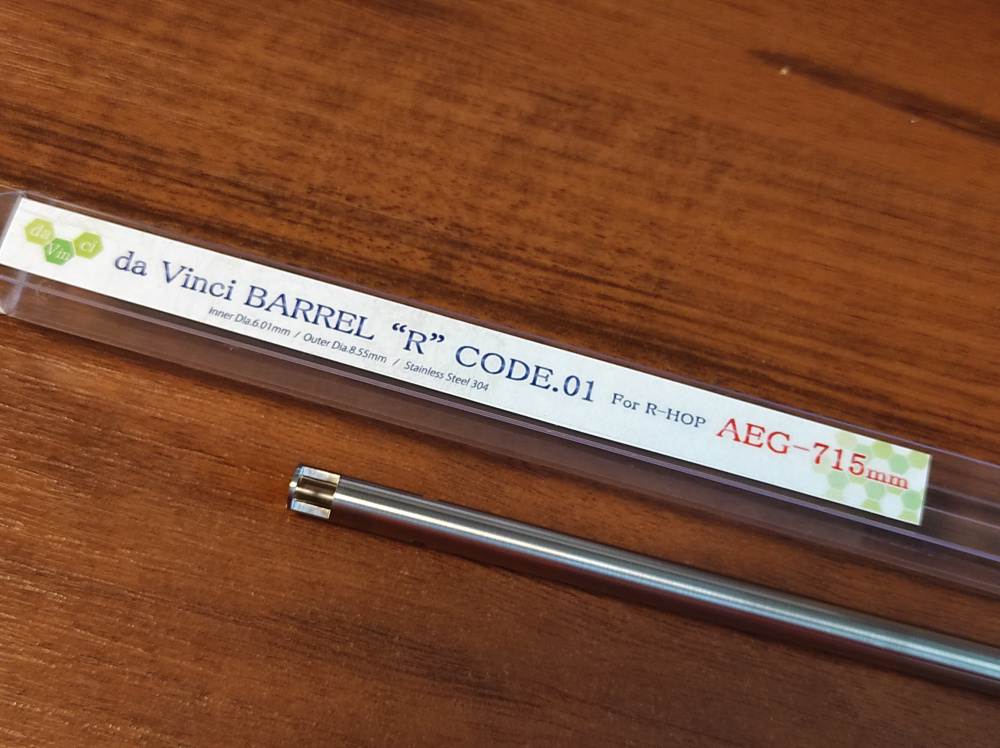 da Vin ci
da Vinci BARREL “R” CODE.01 For R-HOP AEG-715mm
Inner Dia.6.01mm / Outer Dia.8.55mm / Stainless Steel 304